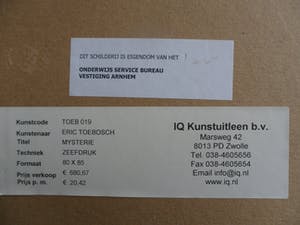 DIT SCHILDERIJ IS EIGENDOM VAN HET
ONDERWIJS SERVICE BUREAU
VESTIGING ARNHEM
Kunstcode TOEB 019
Kunstenaar ERIC TOEBOSCH
Titel MYSTERIE
Techniek ZEEFDRUK
Formaat 80 X 85
Prijs verkoop € 680,67
Prijs p. m. € 20,42
IQ Kunstuitleen b.v.
Marsweg 42
8013 PD Zwolle
Tel. 038-4605656
Fax 038-4605654
Email info@iq.nl
www.iq.nl